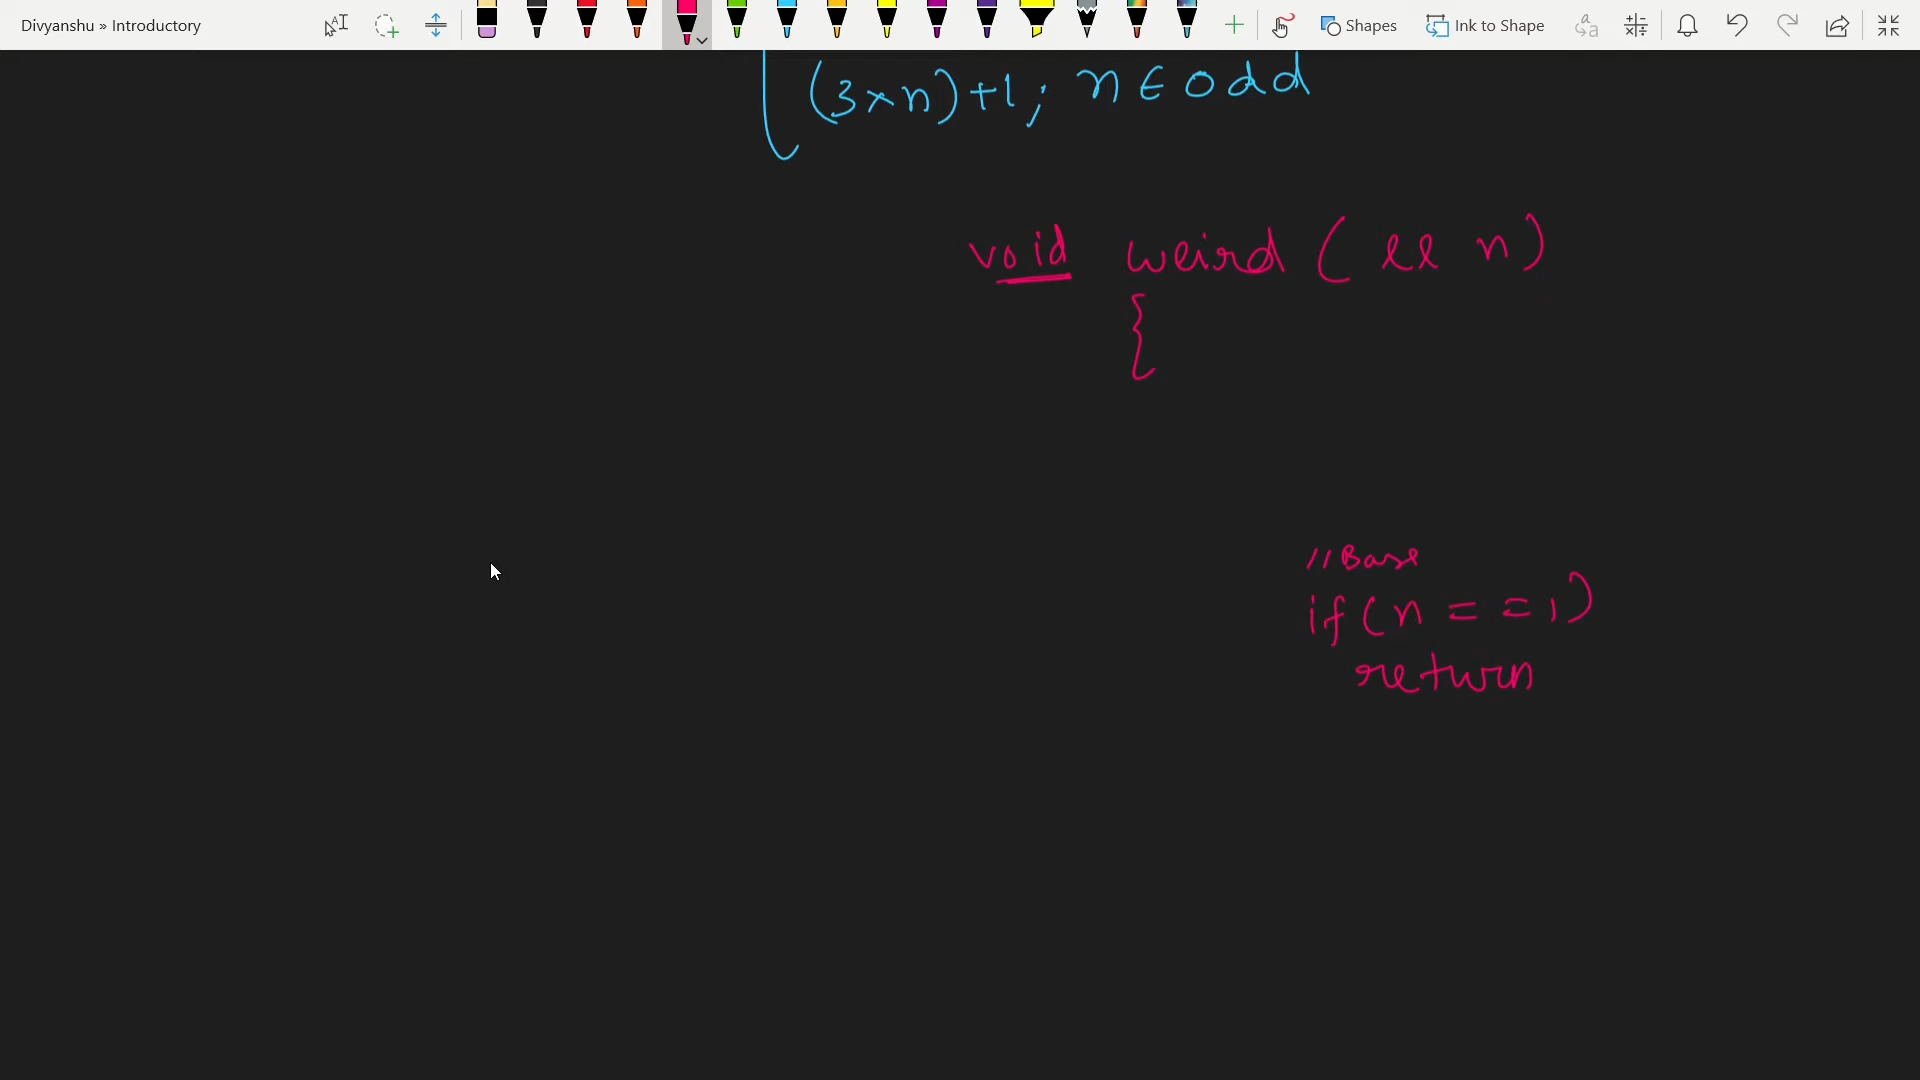 Divyanshu » Introductory
Shapes
Ink to Shape
(3×n)+1; n ∈ odd
void weird ( ll n)
{
//Base
if (n = = 1)
return